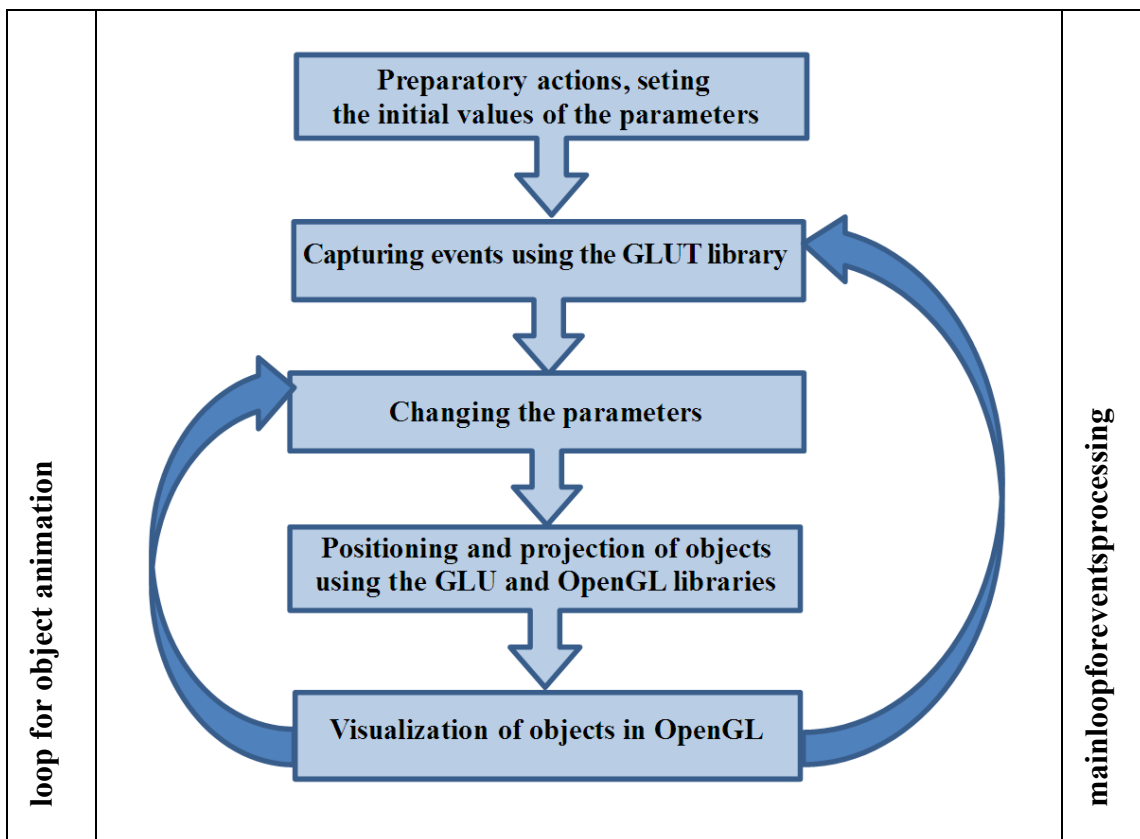 Preparatory actions, seting
the initial values of the parameters
Capturing events using the GLUT library
Changing the parameters
Positioning and projection of objects
using the GLU and OpenGL libraries
Visualization of objects in OpenGL
loop for object animation
mainloopforeventsprocessing